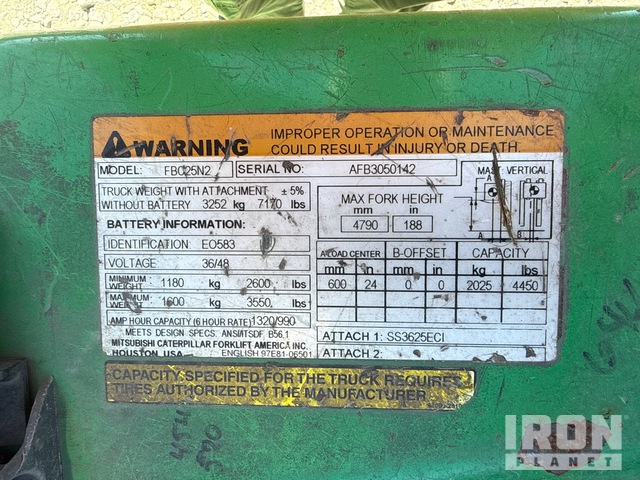 WARNING
IMPROPER OPERATION OR MAINTENANCE
COULD RESULT IN INJURY OR DEATH.
MODEL: FBC25N2 SERIAL NO: AFB3050142
TRUCK WEIGHT WITH ATTACHMENT ± 5%
WITHOUT BATTERY 3252 kg 7170 lbs
BATTERY INFORMATION:
IDENTIFICATION EO583
VOLTAGE 36/48
MINIMUM WEIGHT 1180 kg 2600 lbs
MAXIMUM WEIGHT 1600 kg 3550 lbs
AMP HOUR CAPACITY (6 HOUR RATE) 1320/990
MEETS DESIGN SPECS. ANSI/ITSDF B56.1
MITSUBISHI CATERPILLAR FORKLIFT AMERICA INC.
HOUSTON, USA ENGLISH 97E81-06501
MAX FORK HEIGHT
mm in
4790 188
MAST VERTICAL
A
A B
A LOAD CENTER B-OFFSET CAPACITY
mm in mm in kg lbs
600 24 0 0 2025 4450
ATTACH 1: SS3625ECI
ATTACH 2:
CAPACITY SPECIFIED FOR THE TRUCK REQUIRES
TIRES AUTHORIZED BY THE MANUFACTURER
IRON
PLANET